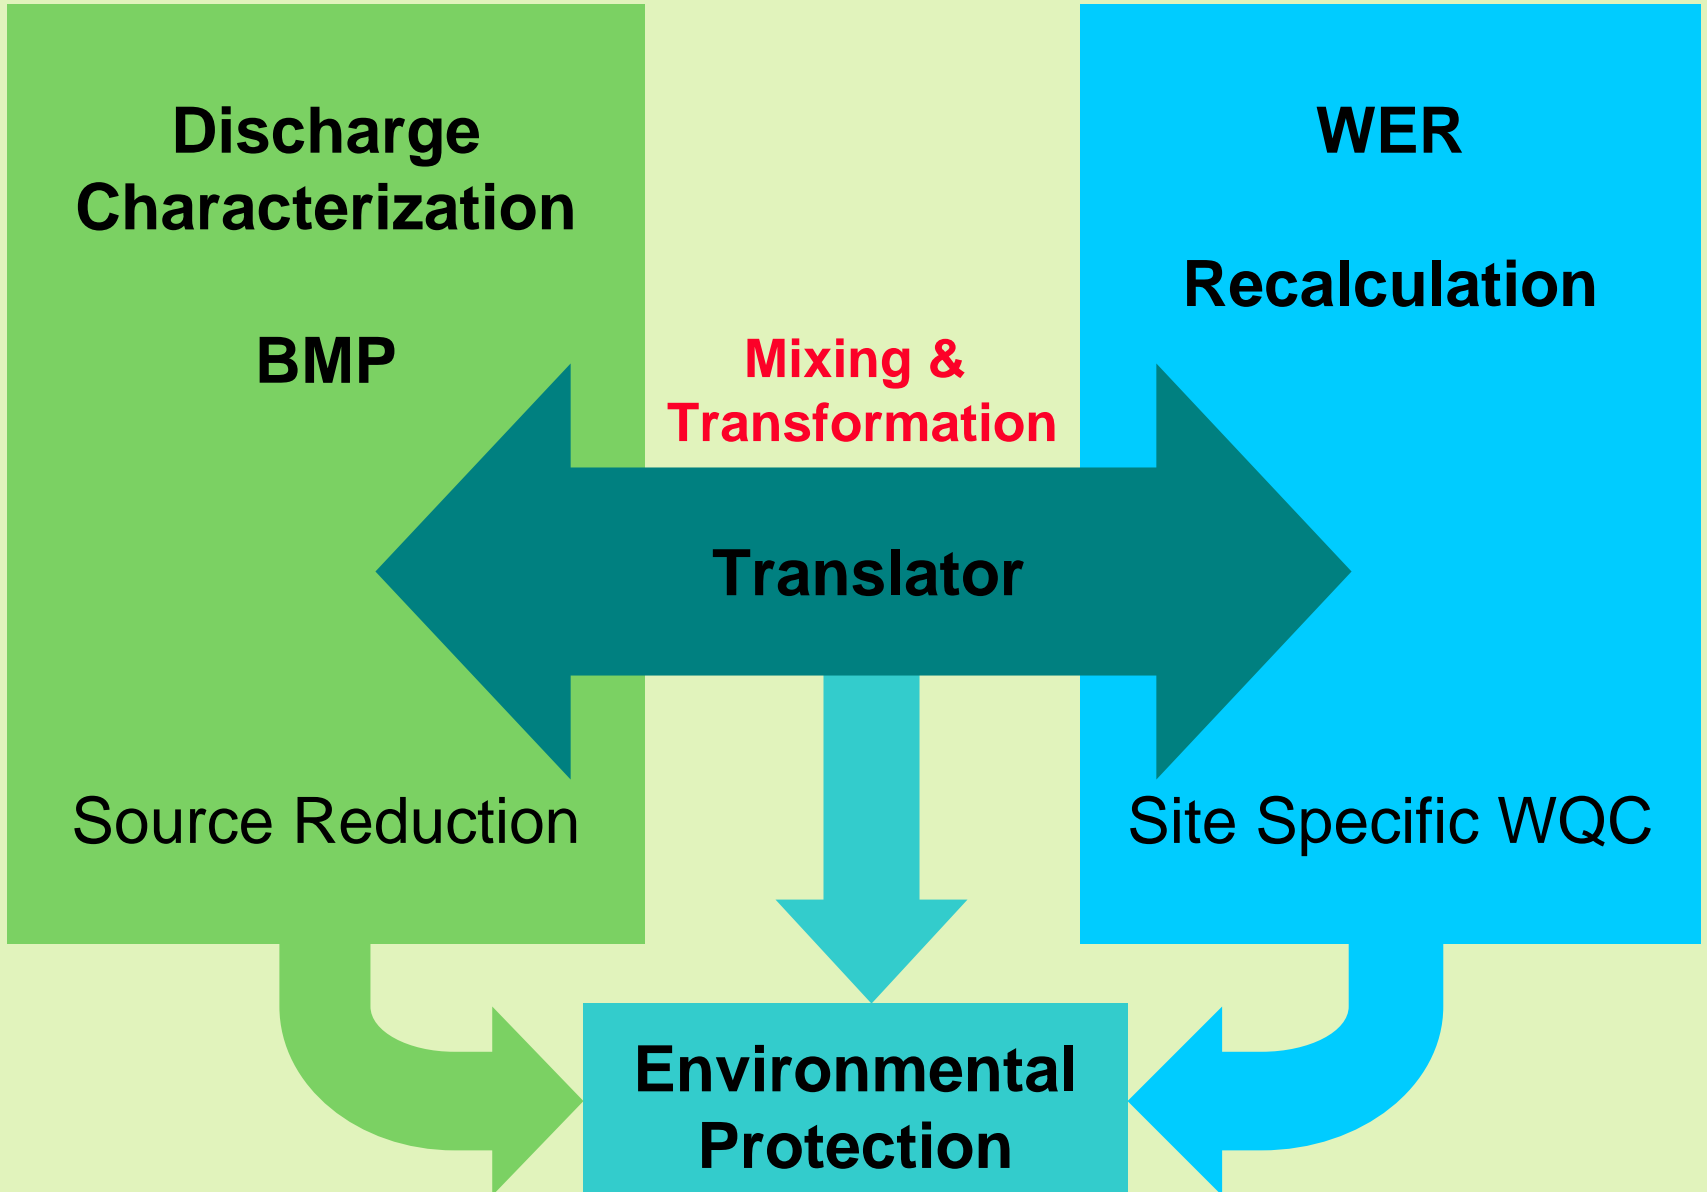 Discharge
Characterization
BMP
Source Reduction
Mixing &
Transformation
Translator
WER
Recalculation
Site Specific WQC
Environmental
Protection